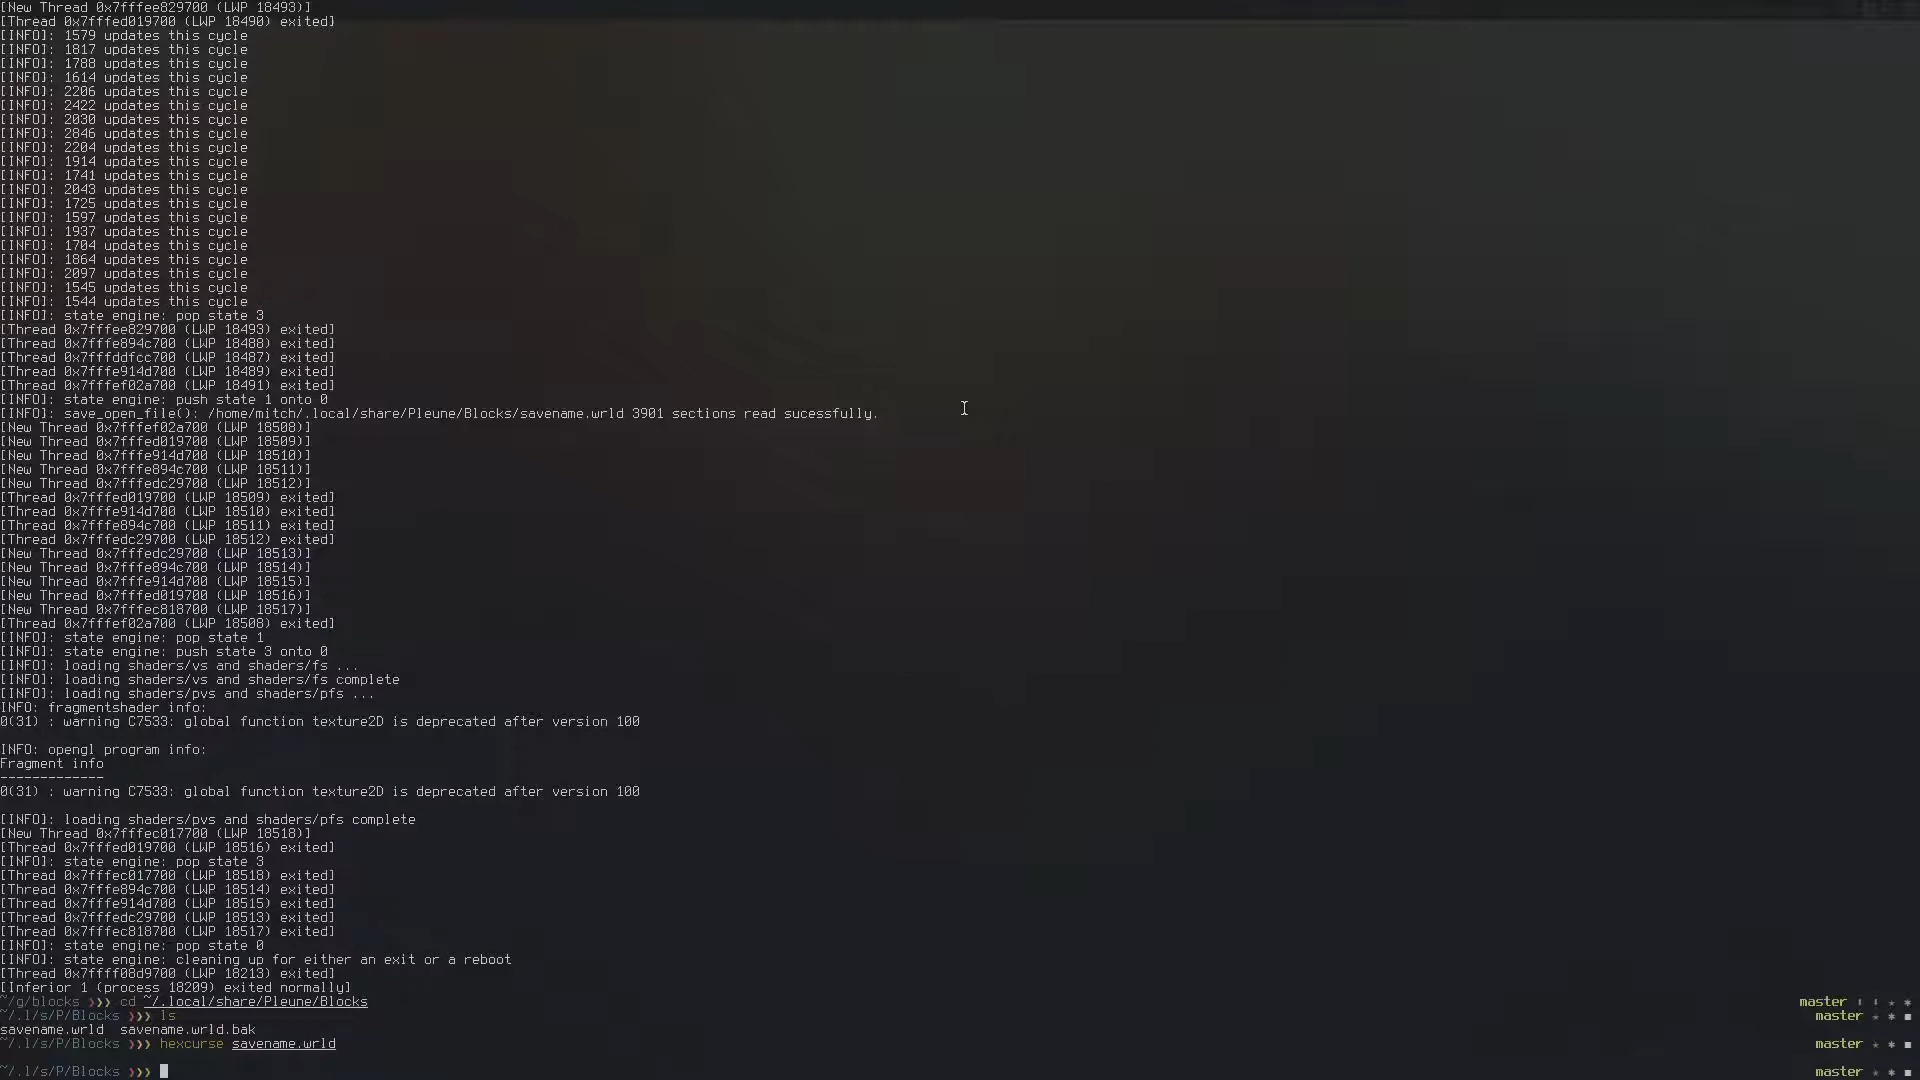 [New Thread 0x7fffee829700 (LWP 18493)]
[Thread 0x7fffed019700 (LWP 18490) exited]
[INFO]: 1579 updates this cycle
[INFO]: 1817 updates this cycle
[INFO]: 1788 updates this cycle
[INFO]: 1614 updates this cycle
[INFO]: 2206 updates this cycle
[INFO]: 2422 updates this cycle
[INFO]: 2030 updates this cycle
[INFO]: 2846 updates this cycle
[INFO]: 2204 updates this cycle
[INFO]: 1914 updates this cycle
[INFO]: 1741 updates this cycle
[INFO]: 2043 updates this cycle
[INFO]: 1725 updates this cycle
[INFO]: 1597 updates this cycle
[INFO]: 1937 updates this cycle
[INFO]: 1704 updates this cycle
[INFO]: 1864 updates this cycle
[INFO]: 2097 updates this cycle
[INFO]: 1545 updates this cycle
[INFO]: 1544 updates this cycle
[INFO]: state engine: pop state 3
[Thread 0x7fffee829700 (LWP 18493) exited]
[Thread 0x7fffe894c700 (LWP 18488) exited]
[Thread 0x7fffddfcc700 (LWP 18487) exited]
[Thread 0x7fffe914d700 (LWP 18489) exited]
[Thread 0x7fffef02a700 (LWP 18491) exited]
[INFO]: state engine: push state 1 onto 0
[INFO]: save_open_file(): /home/mitch/.local/share/Pleune/Blocks/savename.wrld 3901 sections read sucessfully.
[New Thread 0x7fffef02a700 (LWP 18508)]
[New Thread 0x7fffed019700 (LWP 18509)]
[New Thread 0x7fffe914d700 (LWP 18510)]
[New Thread 0x7fffe894c700 (LWP 18511)]
[New Thread 0x7fffedc29700 (LWP 18512)]
[Thread 0x7fffed019700 (LWP 18509) exited]
[Thread 0x7fffe914d700 (LWP 18510) exited]
[Thread 0x7fffe894c700 (LWP 18511) exited]
[Thread 0x7fffedc29700 (LWP 18512) exited]
[New Thread 0x7fffedc29700 (LWP 18513)]
[New Thread 0x7fffe894c700 (LWP 18514)]
[New Thread 0x7fffe914d700 (LWP 18515)]
[New Thread 0x7fffed019700 (LWP 18516)]
[New Thread 0x7fffec818700 (LWP 18517)]
[Thread 0x7fffef02a700 (LWP 18508) exited]
[INFO]: state engine: pop state 1
[INFO]: state engine: push state 3 onto 0
[INFO]: loading shaders/vs and shaders/fs ...
[INFO]: loading shaders/vs and shaders/fs complete
[INFO]: loading shaders/pvs and shaders/pfs ...
INFO: fragmentshader info:
0(31) : warning C7533: global function texture2D is deprecated after version 100
INFO: opengl program info:
Fragment info
-------------
0(31) : warning C7533: global function texture2D is deprecated after version 100
[INFO]: loading shaders/pvs and shaders/pfs complete
[New Thread 0x7fffec017700 (LWP 18518)]
[Thread 0x7fffed019700 (LWP 18516) exited]
[INFO]: state engine: pop state 3
[Thread 0x7fffec017700 (LWP 18518) exited]
[Thread 0x7fffe894c700 (LWP 18514) exited]
[Thread 0x7fffe914d700 (LWP 18515) exited]
[Thread 0x7fffedc29700 (LWP 18513) exited]
[Thread 0x7fffec818700 (LWP 18517) exited]
[INFO]: state engine: pop state 0
[INFO]: state engine: cleaning up for either an exit or a reboot
[Thread 0x7ffff08d9700 (LWP 18213) exited]
[Inferior 1 (process 18209) exited normally]
~/g/blocks ❯❯❯ cd ~/.local/share/Pleune/Blocks master ⬆ ⬇ ★ ✱
~/.l/s/P/Blocks ❯❯❯ ls master ★ ✱ ◼
savename.wrld savename.wrld.bak
~/.l/s/P/Blocks ❯❯❯ hexcurse savename.wrld master ★ ✱ ◼
~/.l/s/P/Blocks ❯❯❯ master ★ ✱ ◼